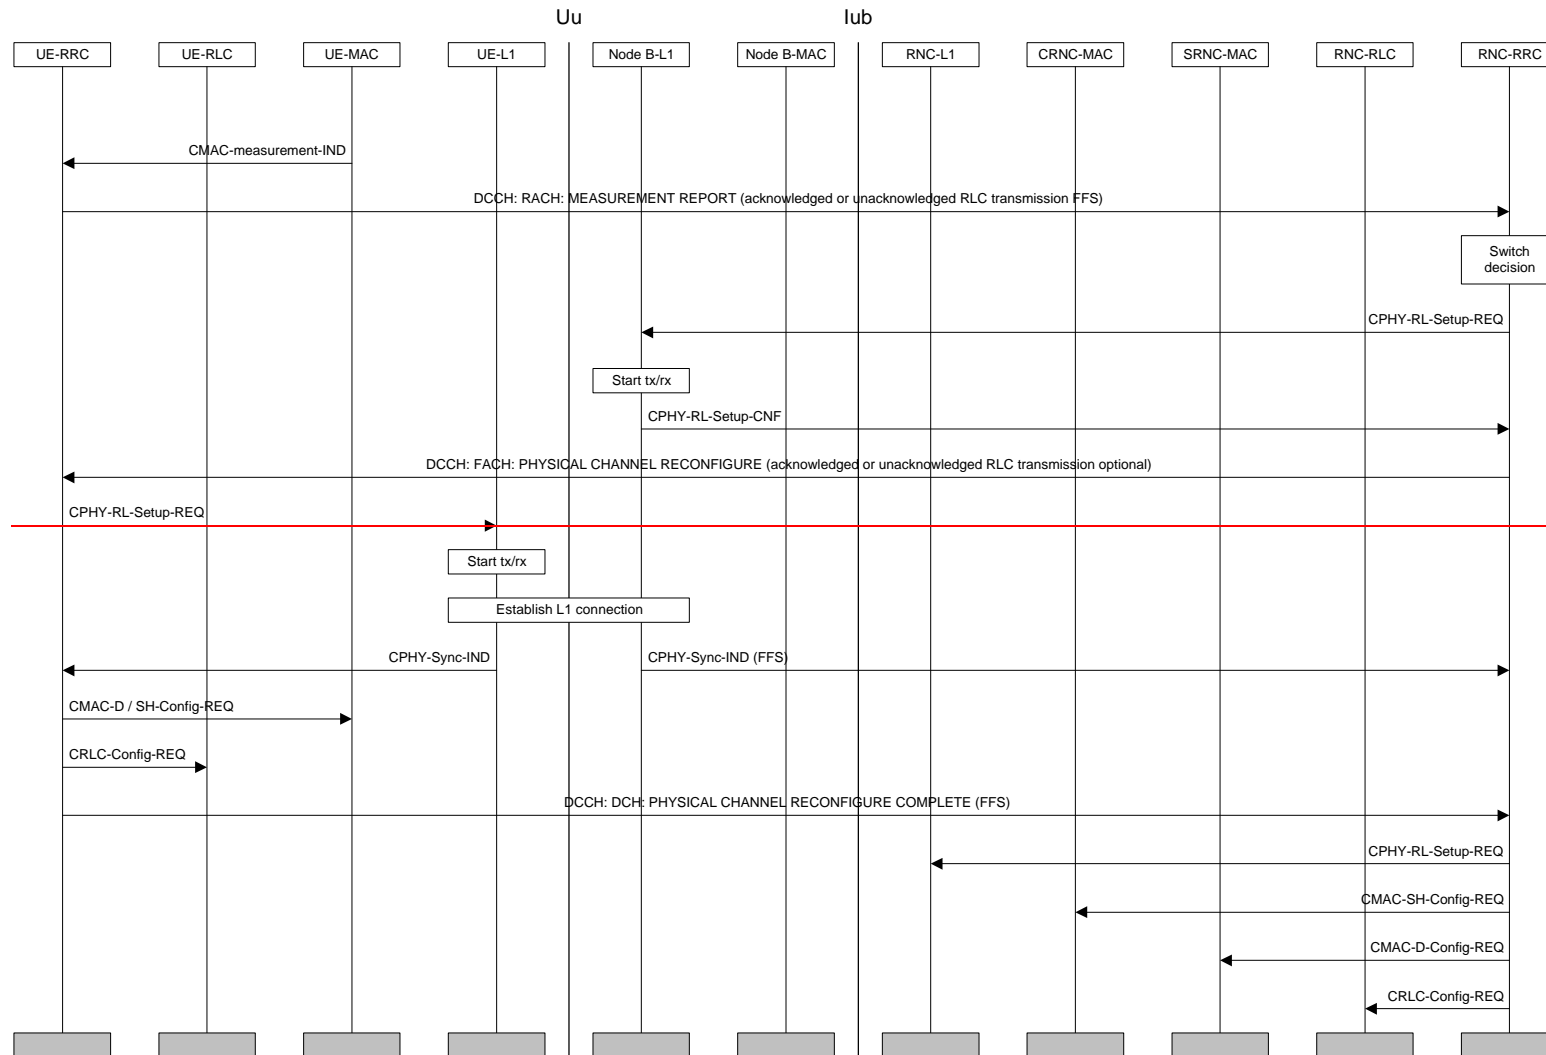 Uu
Iub
UE-RRC
UE-RLC
UE-MAC
UE-L1
Node B-L1
Node B-MAC
RNC-L1
CRNC-MAC
SRNC-MAC
RNC-RLC
RNC-RRC
CMAC-measurement-IND
DCCH: RACH: MEASUREMENT REPORT (acknowledged or unacknowledged RLC transmission FFS)
Switch
decision
CPHY-RL-Setup-REQ
Start tx/rx
CPHY-RL-Setup-CNF
DCCH: FACH: PHYSICAL CHANNEL RECONFIGURE (acknowledged or unacknowledged RLC transmission optional)
CPHY-RL-Setup-REQ
Start tx/rx
Establish L1 connection
CPHY-Sync-IND
CPHY-Sync-IND (FFS)
CMAC-D / SH-Config-REQ
CRLC-Config-REQ
DCCH: DCH: PHYSICAL CHANNEL RECONFIGURE COMPLETE (FFS)
CPHY-RL-Setup-REQ
CMAC-SH-Config-REQ
CMAC-D-Config-REQ
CRLC-Config-REQ